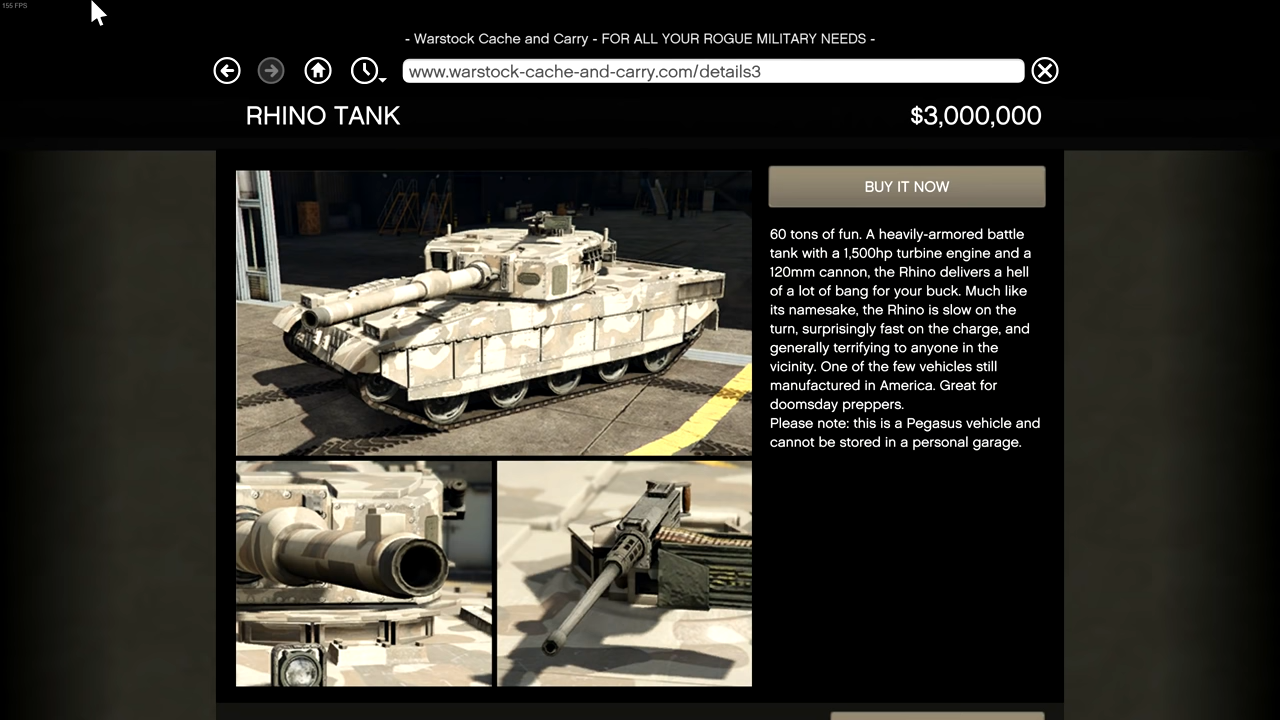 155 FPS
- Warstock Cache and Carry - FOR ALL YOUR ROGUE MILITARY NEEDS -
www.warstock-cache-and-carry.com/details3
RHINO TANK
$3,000,000
BUY IT NOW
60 tons of fun. A heavily-armored battle
tank with a 1,500hp turbine engine and a
120mm cannon, the Rhino delivers a hell
of a lot of bang for your buck. Much like
its namesake, the Rhino is slow on the
turn, surprisingly fast on the charge, and
generally terrifying to anyone in the
vicinity. One of the few vehicles still
manufactured in America. Great for
doomsday preppers.
Please note: this is a Pegasus vehicle and
cannot be stored in a personal garage.